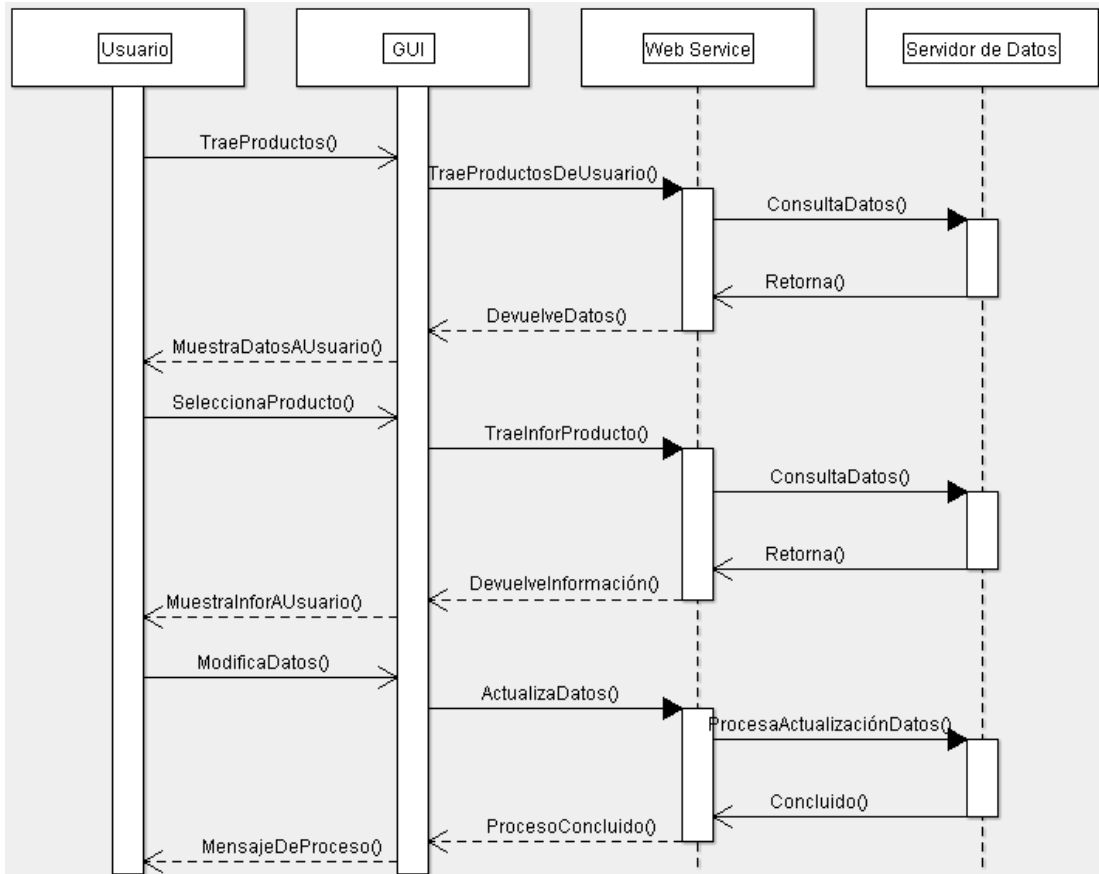 Usuario
GUI
Web Service
Servidor de Datos
TraeProductos()
TraeProductosDeUsuario()
ConsultaDatos()
Retorna()
DevuelveDatos()
MuestraDatosAUsuario()
SeleccionaProducto()
TraeInforProducto()
ConsultaDatos()
Retorna()
DevuelveInformación()
MuestraInforAUsuario()
ModificaDatos()
ActualizaDatos()
ProcesaActualizaciónDatos()
Concluido()
ProcesoConcluido()
MensajeDeProceso()